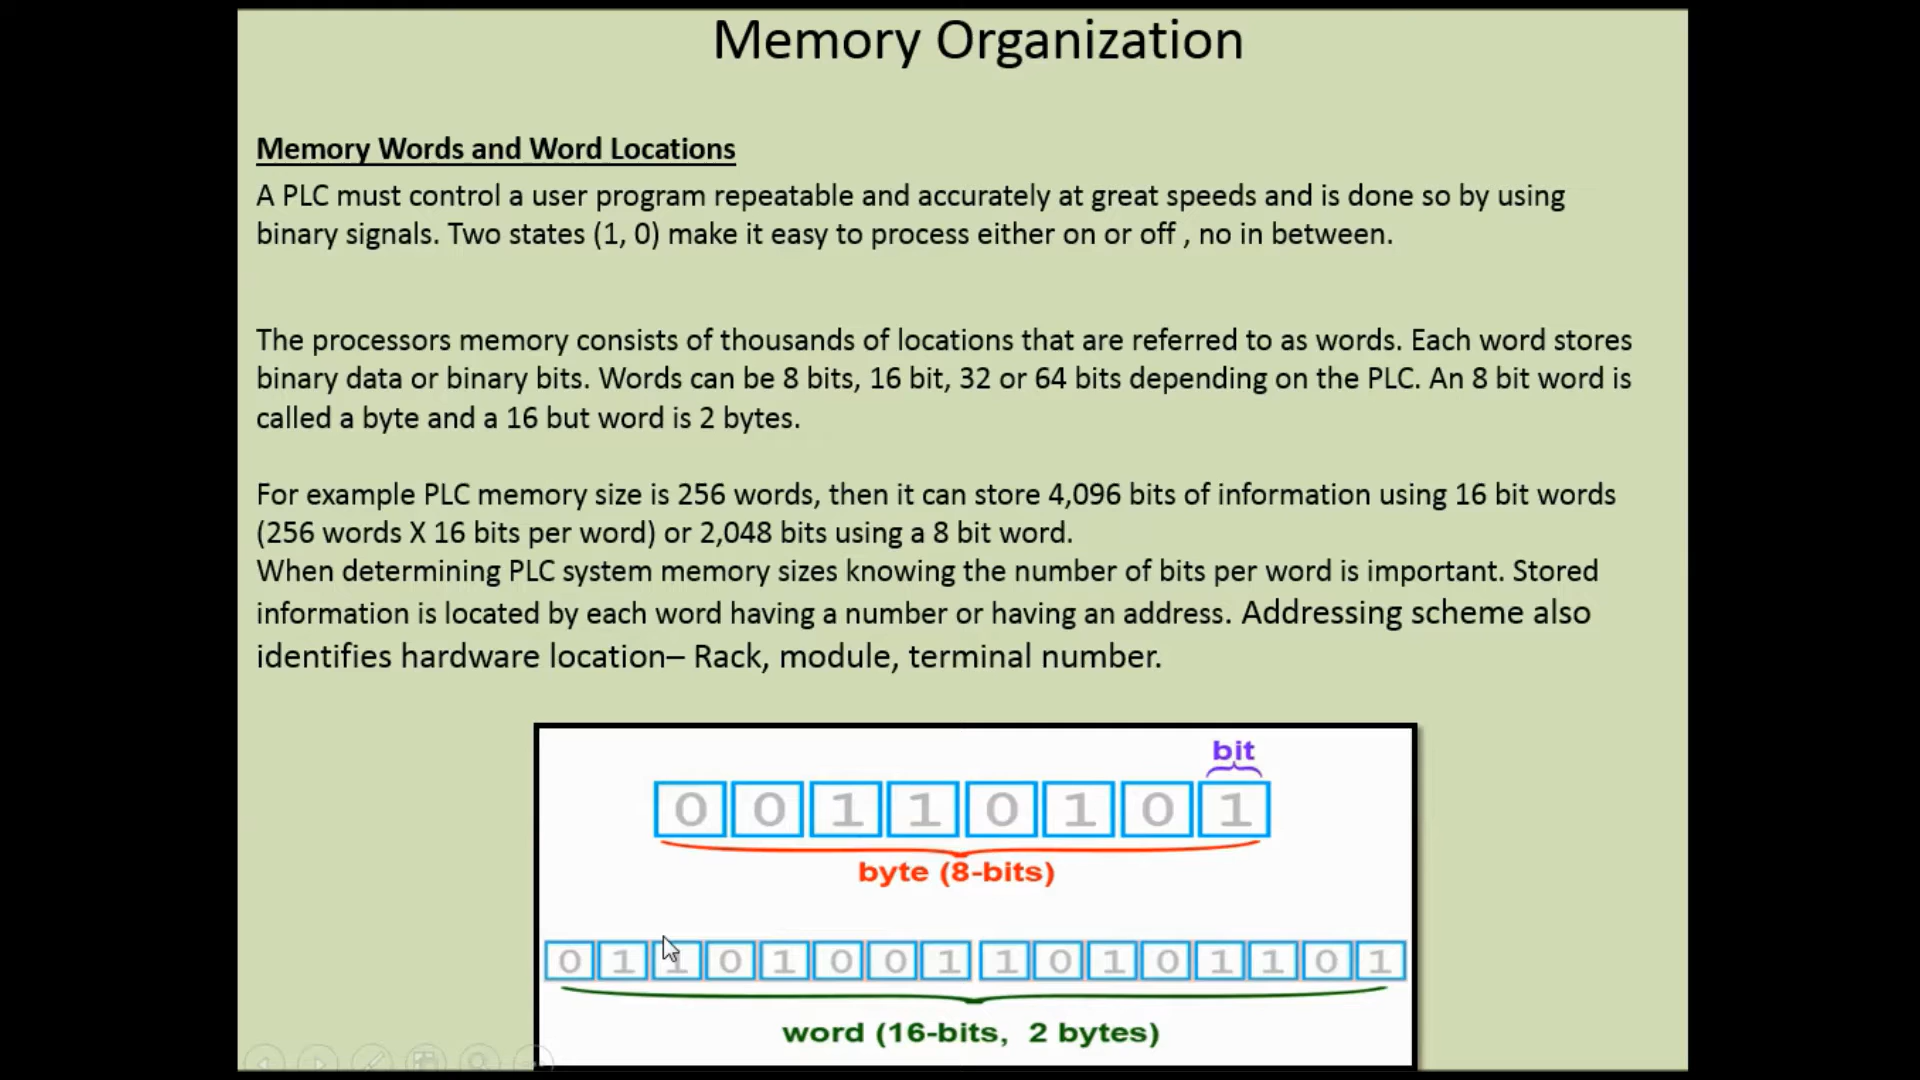 Memory Organization
Memory Words and Word Locations
A PLC must control a user program repeatable and accurately at great speeds and is done so by using
binary signals. Two states (1, 0) make it easy to process either on or off , no in between.
The processors memory consists of thousands of locations that are referred to as words. Each word stores
binary data or binary bits. Words can be 8 bits, 16 bit, 32 or 64 bits depending on the PLC. An 8 bit word is
called a byte and a 16 but word is 2 bytes.
For example PLC memory size is 256 words, then it can store 4,096 bits of information using 16 bit words
(256 words X 16 bits per word) or 2,048 bits using a 8 bit word.
When determining PLC system memory sizes knowing the number of bits per word is important. Stored
information is located by each word having a number or having an address. Addressing scheme also
identifies hardware location– Rack, module, terminal number.
bit
0 0 1 1 0 1 0 1
byte (8-bits)
0 1 1 0 1 0 0 1 1 0 1 0 1 1 0 1
word (16-bits, 2 bytes)